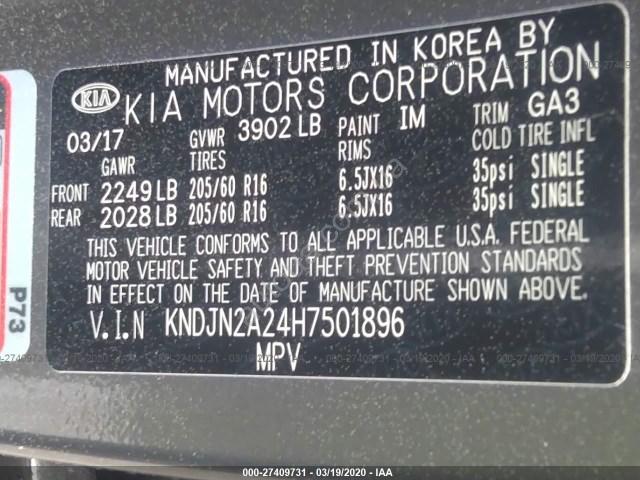 MANUFACTURED IN KOREA BY
KIA KIA MOTORS CORPORATION
03/17 GVWR 3902 LB PAINT IM TRIM GA3
GAWR TIRES RIMS COLD TIRE INFL
FRONT 2249 LB 205/60 R16 6.5JX16 35psi SINGLE
REAR 2028 LB 205/60 R16 6.5JX16 35psi SINGLE
THIS VEHICLE CONFORMS TO ALL APPLICABLE U.S.A. FEDERAL
MOTOR VEHICLE SAFETY AND THEFT PREVENTION STANDARDS
IN EFFECT ON THE DATE OF MANUFACTURE SHOWN ABOVE.
V.I.N KNDJN2A24H7501896
MPV
P73
000-27409731 - 03/19/2020 - IAA